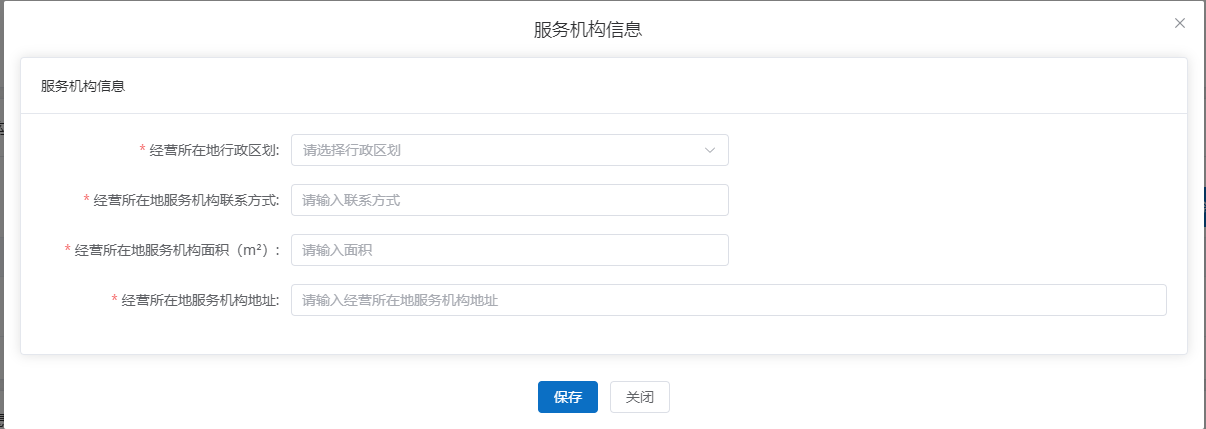 服务机构信息
服务机构信息
* 经营所在地行政区划: 请选择行政区划
* 经营所在地服务机构联系方式: 请输入联系方式
* 经营所在地服务机构面积（m²）: 请输入面积
* 经营所在地服务机构地址: 请输入经营所在地服务机构地址
保存 关闭